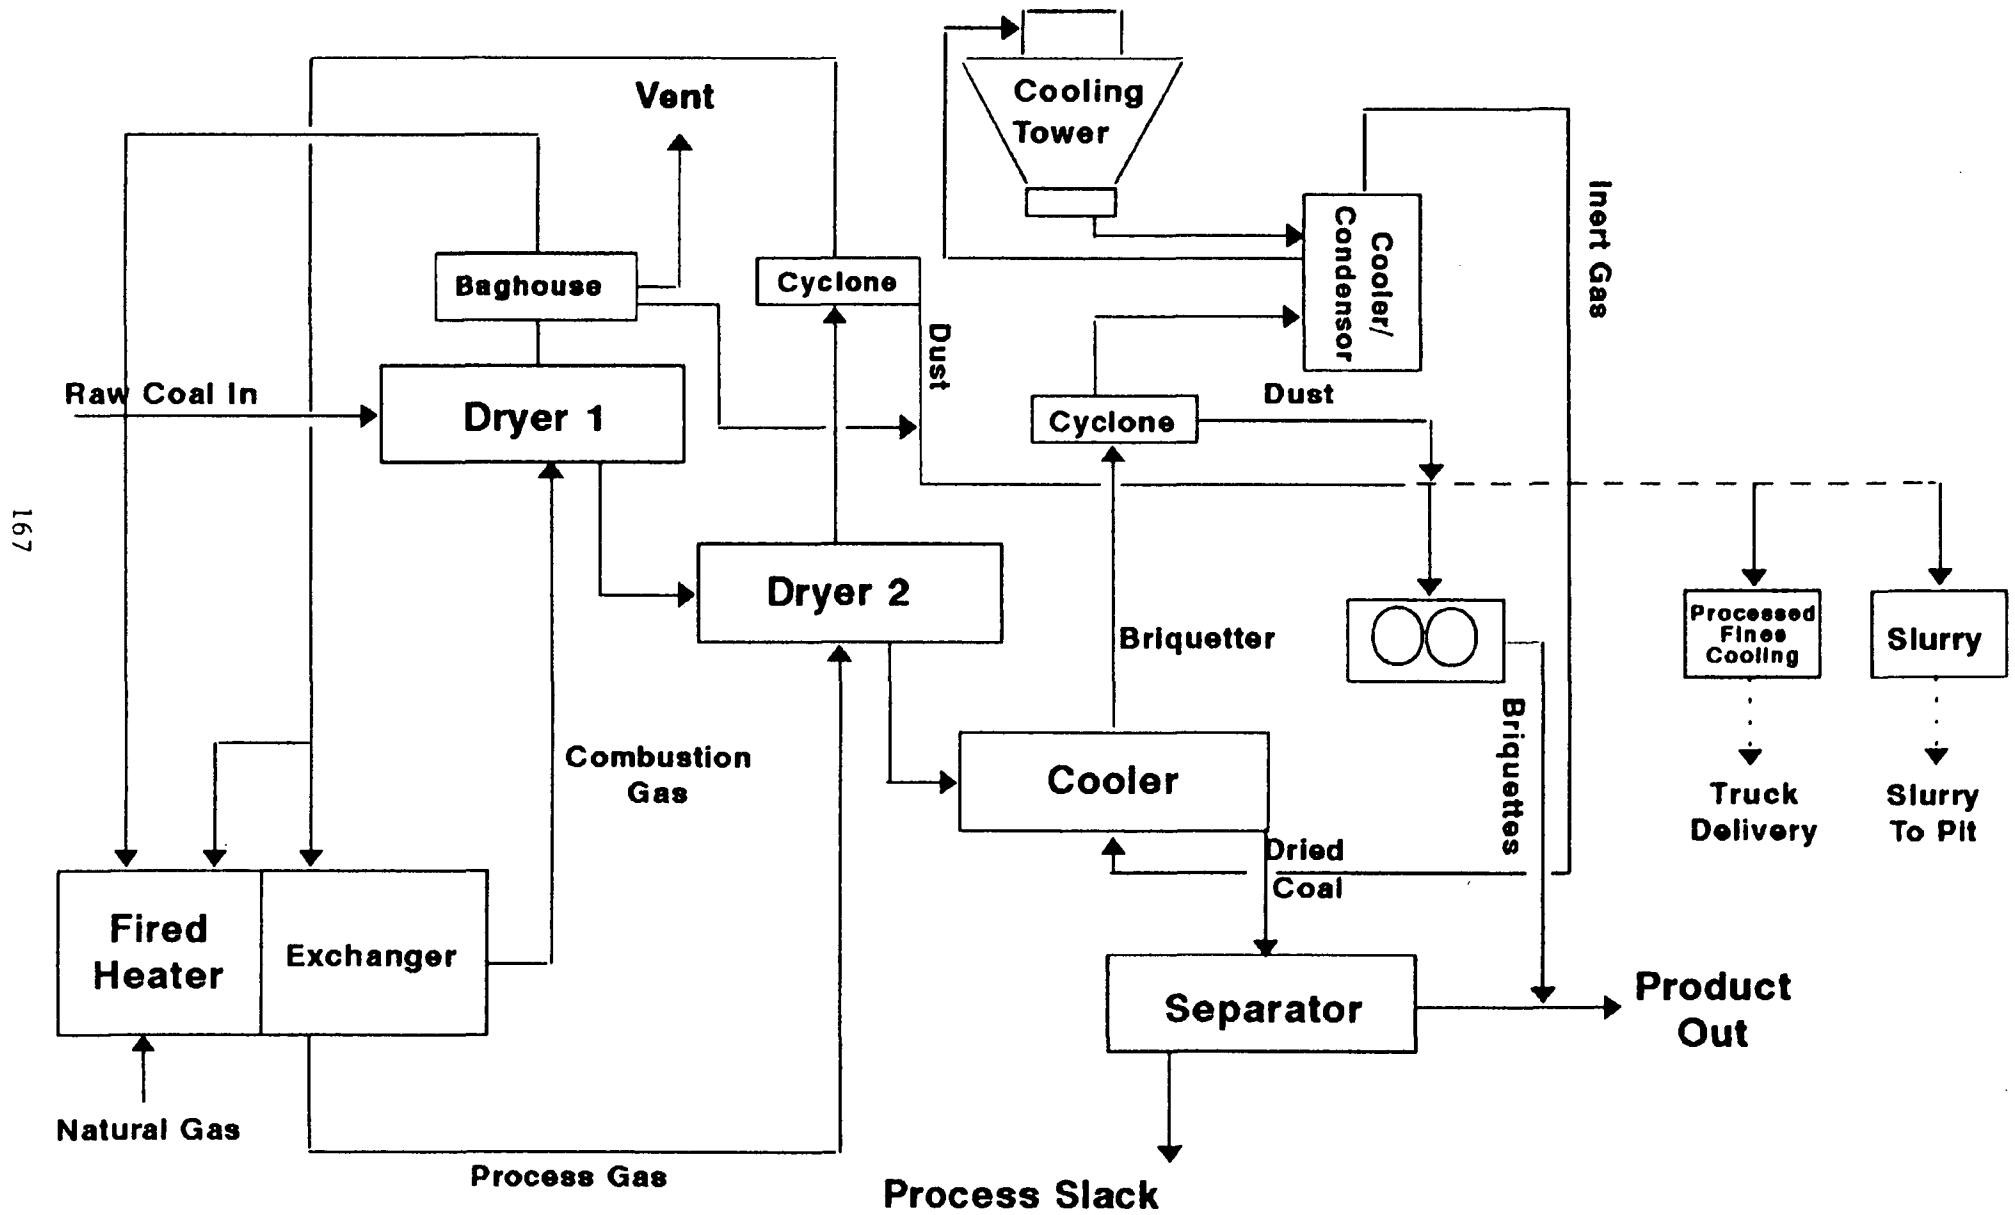 Vent
Cooling
Tower
Inert Gas
Baghouse
Cyclone
Cooler/
Condensor
Dust
Raw Coal In
Dryer 1
Cyclone
Dust
167
Dryer 2
Briquetter
Processed
Fines
Cooling
Slurry
Combustion
Gas
Cooler
Briquettes
Truck
Delivery
Slurry
To Pit
Dried
Coal
Fired
Heater
Exchanger
Separator
Product
Out
Natural Gas
Process Gas
Process Slack